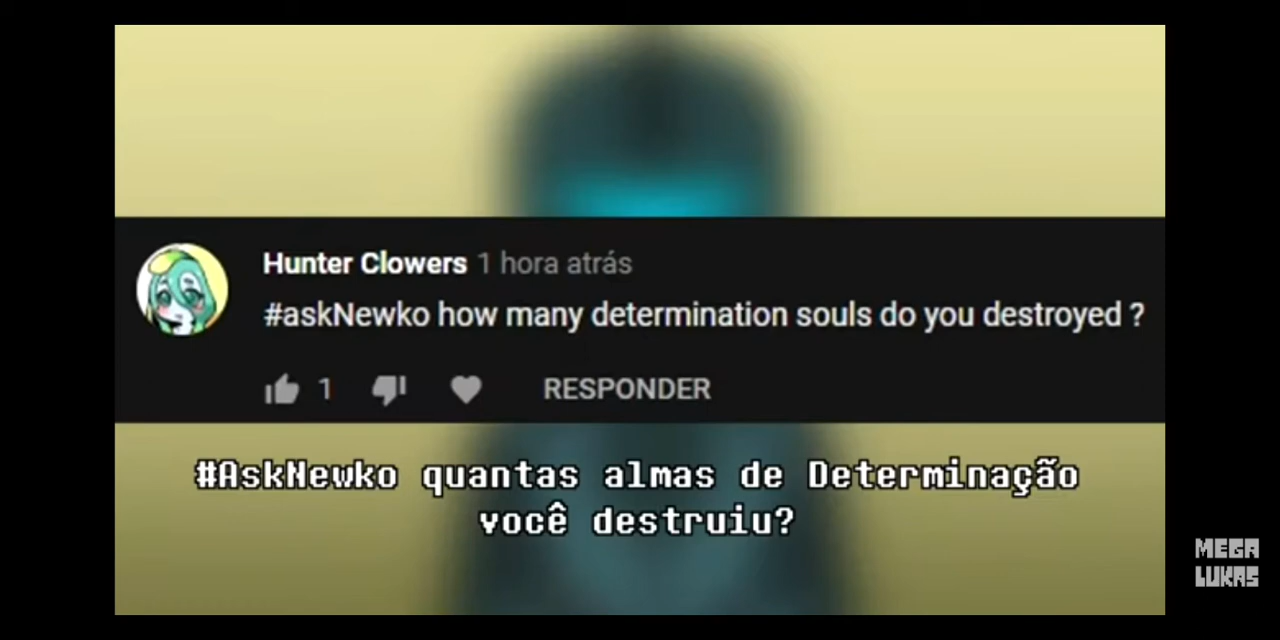 Hunter Clowers 1 hora atrás
#askNewko how many determination souls do you destroyed ?
1 RESPONDER
#AskNewko quantas almas de Determinação
você destruiu?
MEGA
LUKAS